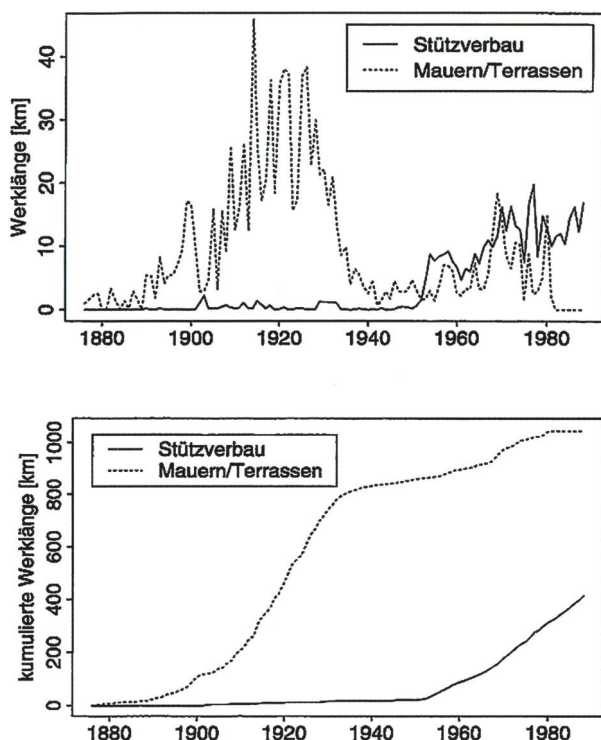 Werklänge [km]
40
30
20
10
0
Stützverbau
Mauern/Terrassen
1880 1900 1920 1940 1960 1980
kumulierte Werklänge [km]
1000
800
600
400
200
0
Stützverbau
Mauern/Terrassen
1880 1900 1920 1940 1960 1980